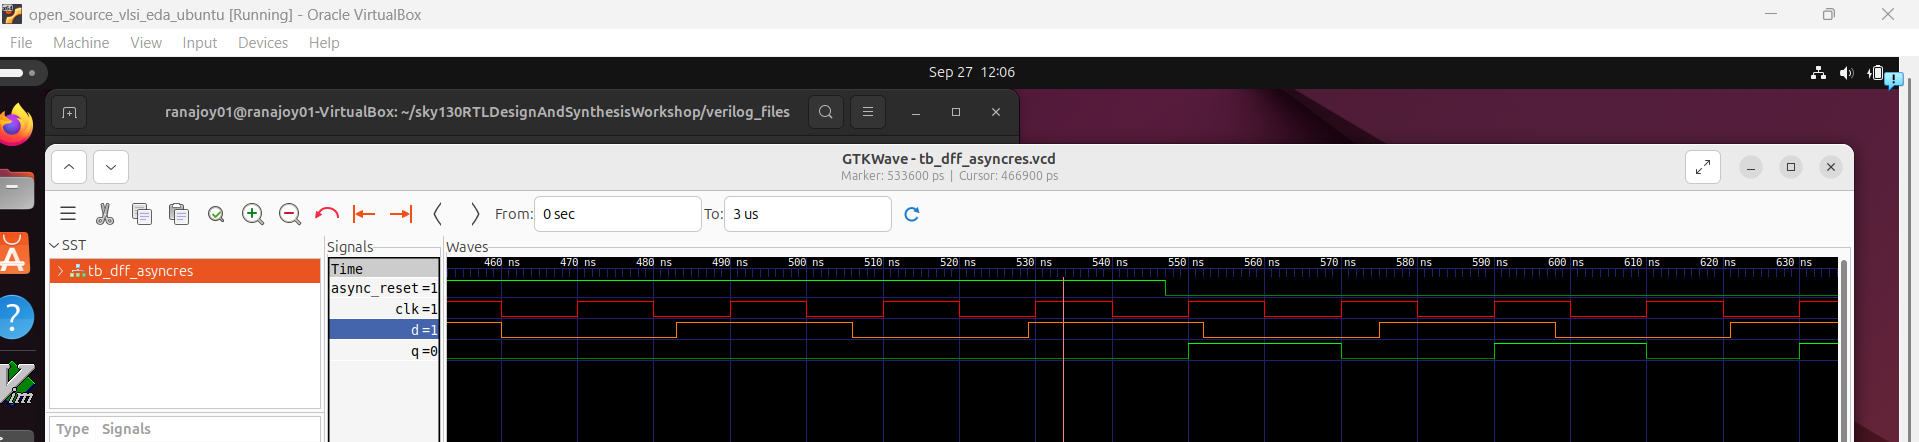 open_source_vlsi_eda_ubuntu [Running] - Oracle VirtualBox
File Machine View Input Devices Help
Sep 27 12:06
ranajoy01@ranajoy01-VirtualBox: ~/sky130RTLDesignAndSynthesisWorkshop/verilog_files
GTKWave - tb_dff_asyncres.vcd
Marker: 533600 ps | Cursor: 466900 ps
From: 0 sec To: 3 us
SST
tb_dff_asyncres
Type Signals
Signals
Time
async_reset =1
clk =1
d =1
q =0
Waves
460 ns 470 ns 480 ns 490 ns 500 ns 510 ns 520 ns 530 ns 540 ns 550 ns 560 ns 570 ns 580 ns 590 ns 600 ns 610 ns 620 ns 630 ns